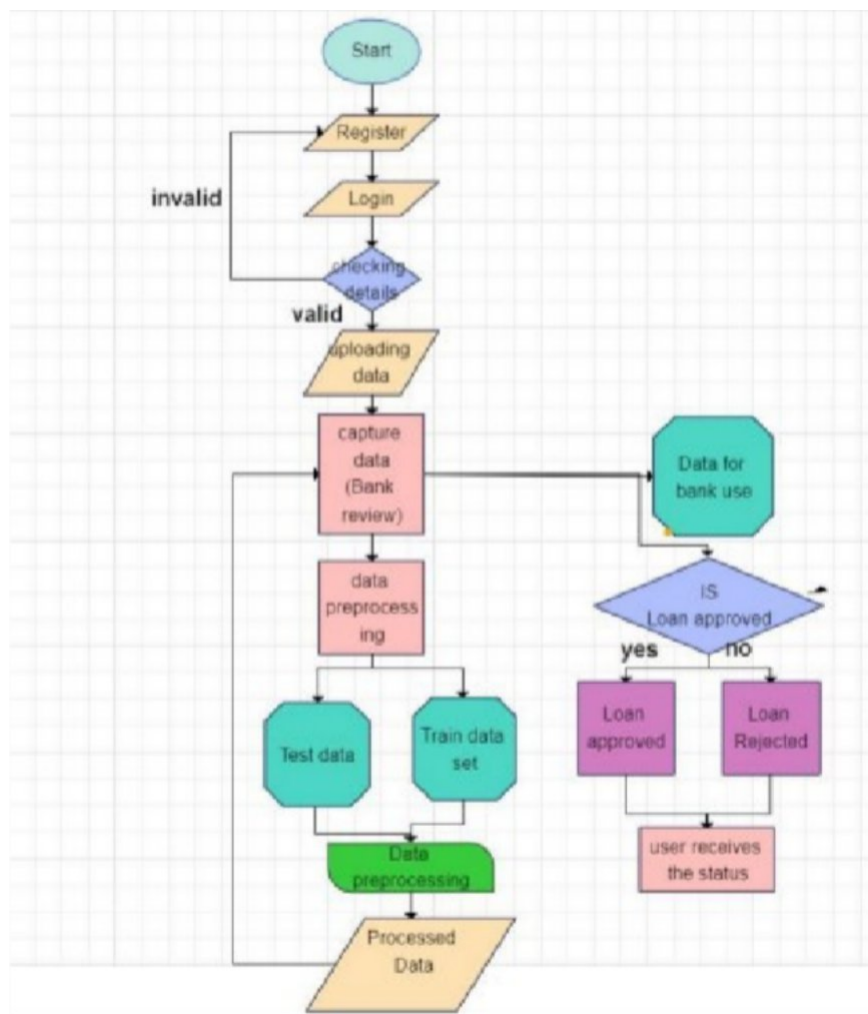 Start
Register
invalid
Login
checking
details
valid
uploading
data
capture
data
(Bank
review)
Data for
bank use
data
preprocess
ing
IS
Loan approved
yes
no
Loan
approved
Loan
Rejected
Test data
Train data
set
user receives
the status
Data
preprocessing
Processed
Data